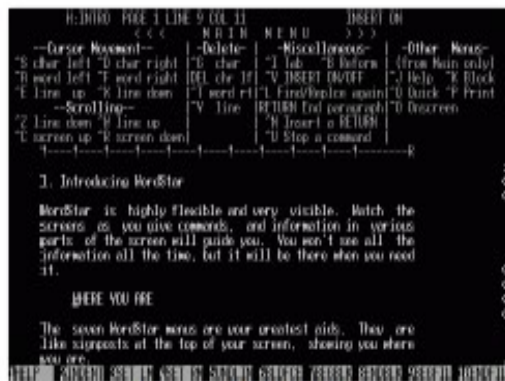 H:INTRO PAGE 1 LINE 9 COL 11 INSERT ON
< < < M A I N M E N U > > >
--Cursor Movement-- | -Delete- | -Miscellaneous- | -Other Menus-
^S char left ^D char right |^G char | ^I Tab ^B Reform | (from Main only)
^A word left ^F word right |DEL chr lf| ^V INSERT ON/OFF |^J Help ^K Block
^E line up ^X line down |^T word rt|^L Find/Replce again|^Q Quick ^P Print
--Scrolling-- |^Y line |RETURN End paragraph|^O Onscreen
^Z line down ^W line up | | ^N Insert a RETURN |
^C screen up ^R screen down| | ^U Stop a command |
1. Introducing WordStar
WordStar is highly flexible and very visible. Watch the
screens as you give commands, and information in various
parts of the screen will guide you. You won't see all the
information all the time, but it will be there when you need
it.
WHERE YOU ARE
The seven WordStar menus are your greatest aids. They are
like signposts at the top of your screen, showing you where
you are.